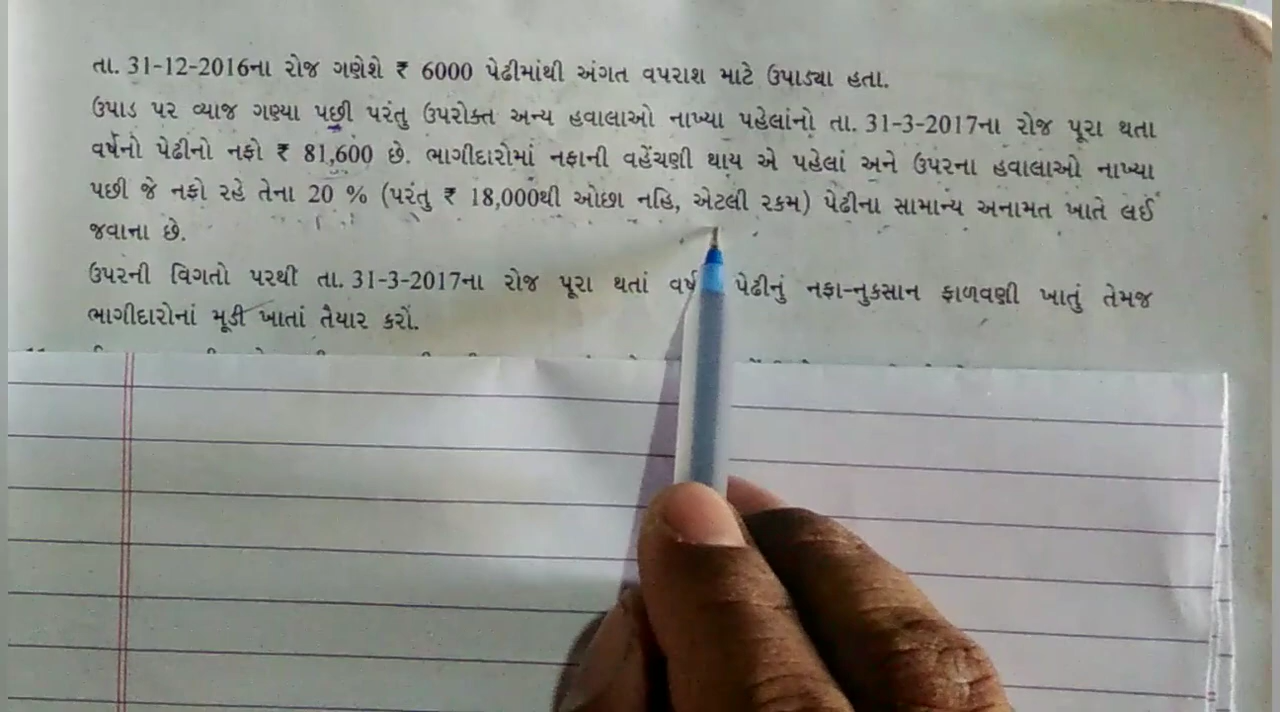 તા. 31-12-2016ના રોજ ગણેશે ₹ 6000 પેઢીમાંથી અંગત વપરાશ માટે ઉપાડ્યા હતા.
ઉપાડ પર વ્યાજ ગણ્યા પછી પરંતુ ઉપરોક્ત અન્ય હવાલાઓ નાખ્યા પહેલાંનો તા. 31-3-2017ના રોજ પૂરા થતા
વર્ષનો પેઢીનો નફો ₹ 81,600 છે. ભાગીદારોમાં નફાની વહેંચણી થાય એ પહેલાં અને ઉપરના હવાલાઓ નાખ્યા
પછી જે નફો રહે તેના 20 % (પરંતુ ₹ 18,000થી ઓછા નહિ, એટલી રકમ) પેઢીના સામાન્ય અનામત ખાતે લઈ
જવાના છે.
ઉપરની વિગતો પરથી તા. 31-3-2017ના રોજ પૂરા થતાં વર્ષ પેઢીનું નફા-નુકસાન ફાળવણી ખાતું તેમજ
ભાગીદારોનાં મૂડી ખાતાં તૈયાર કરો.